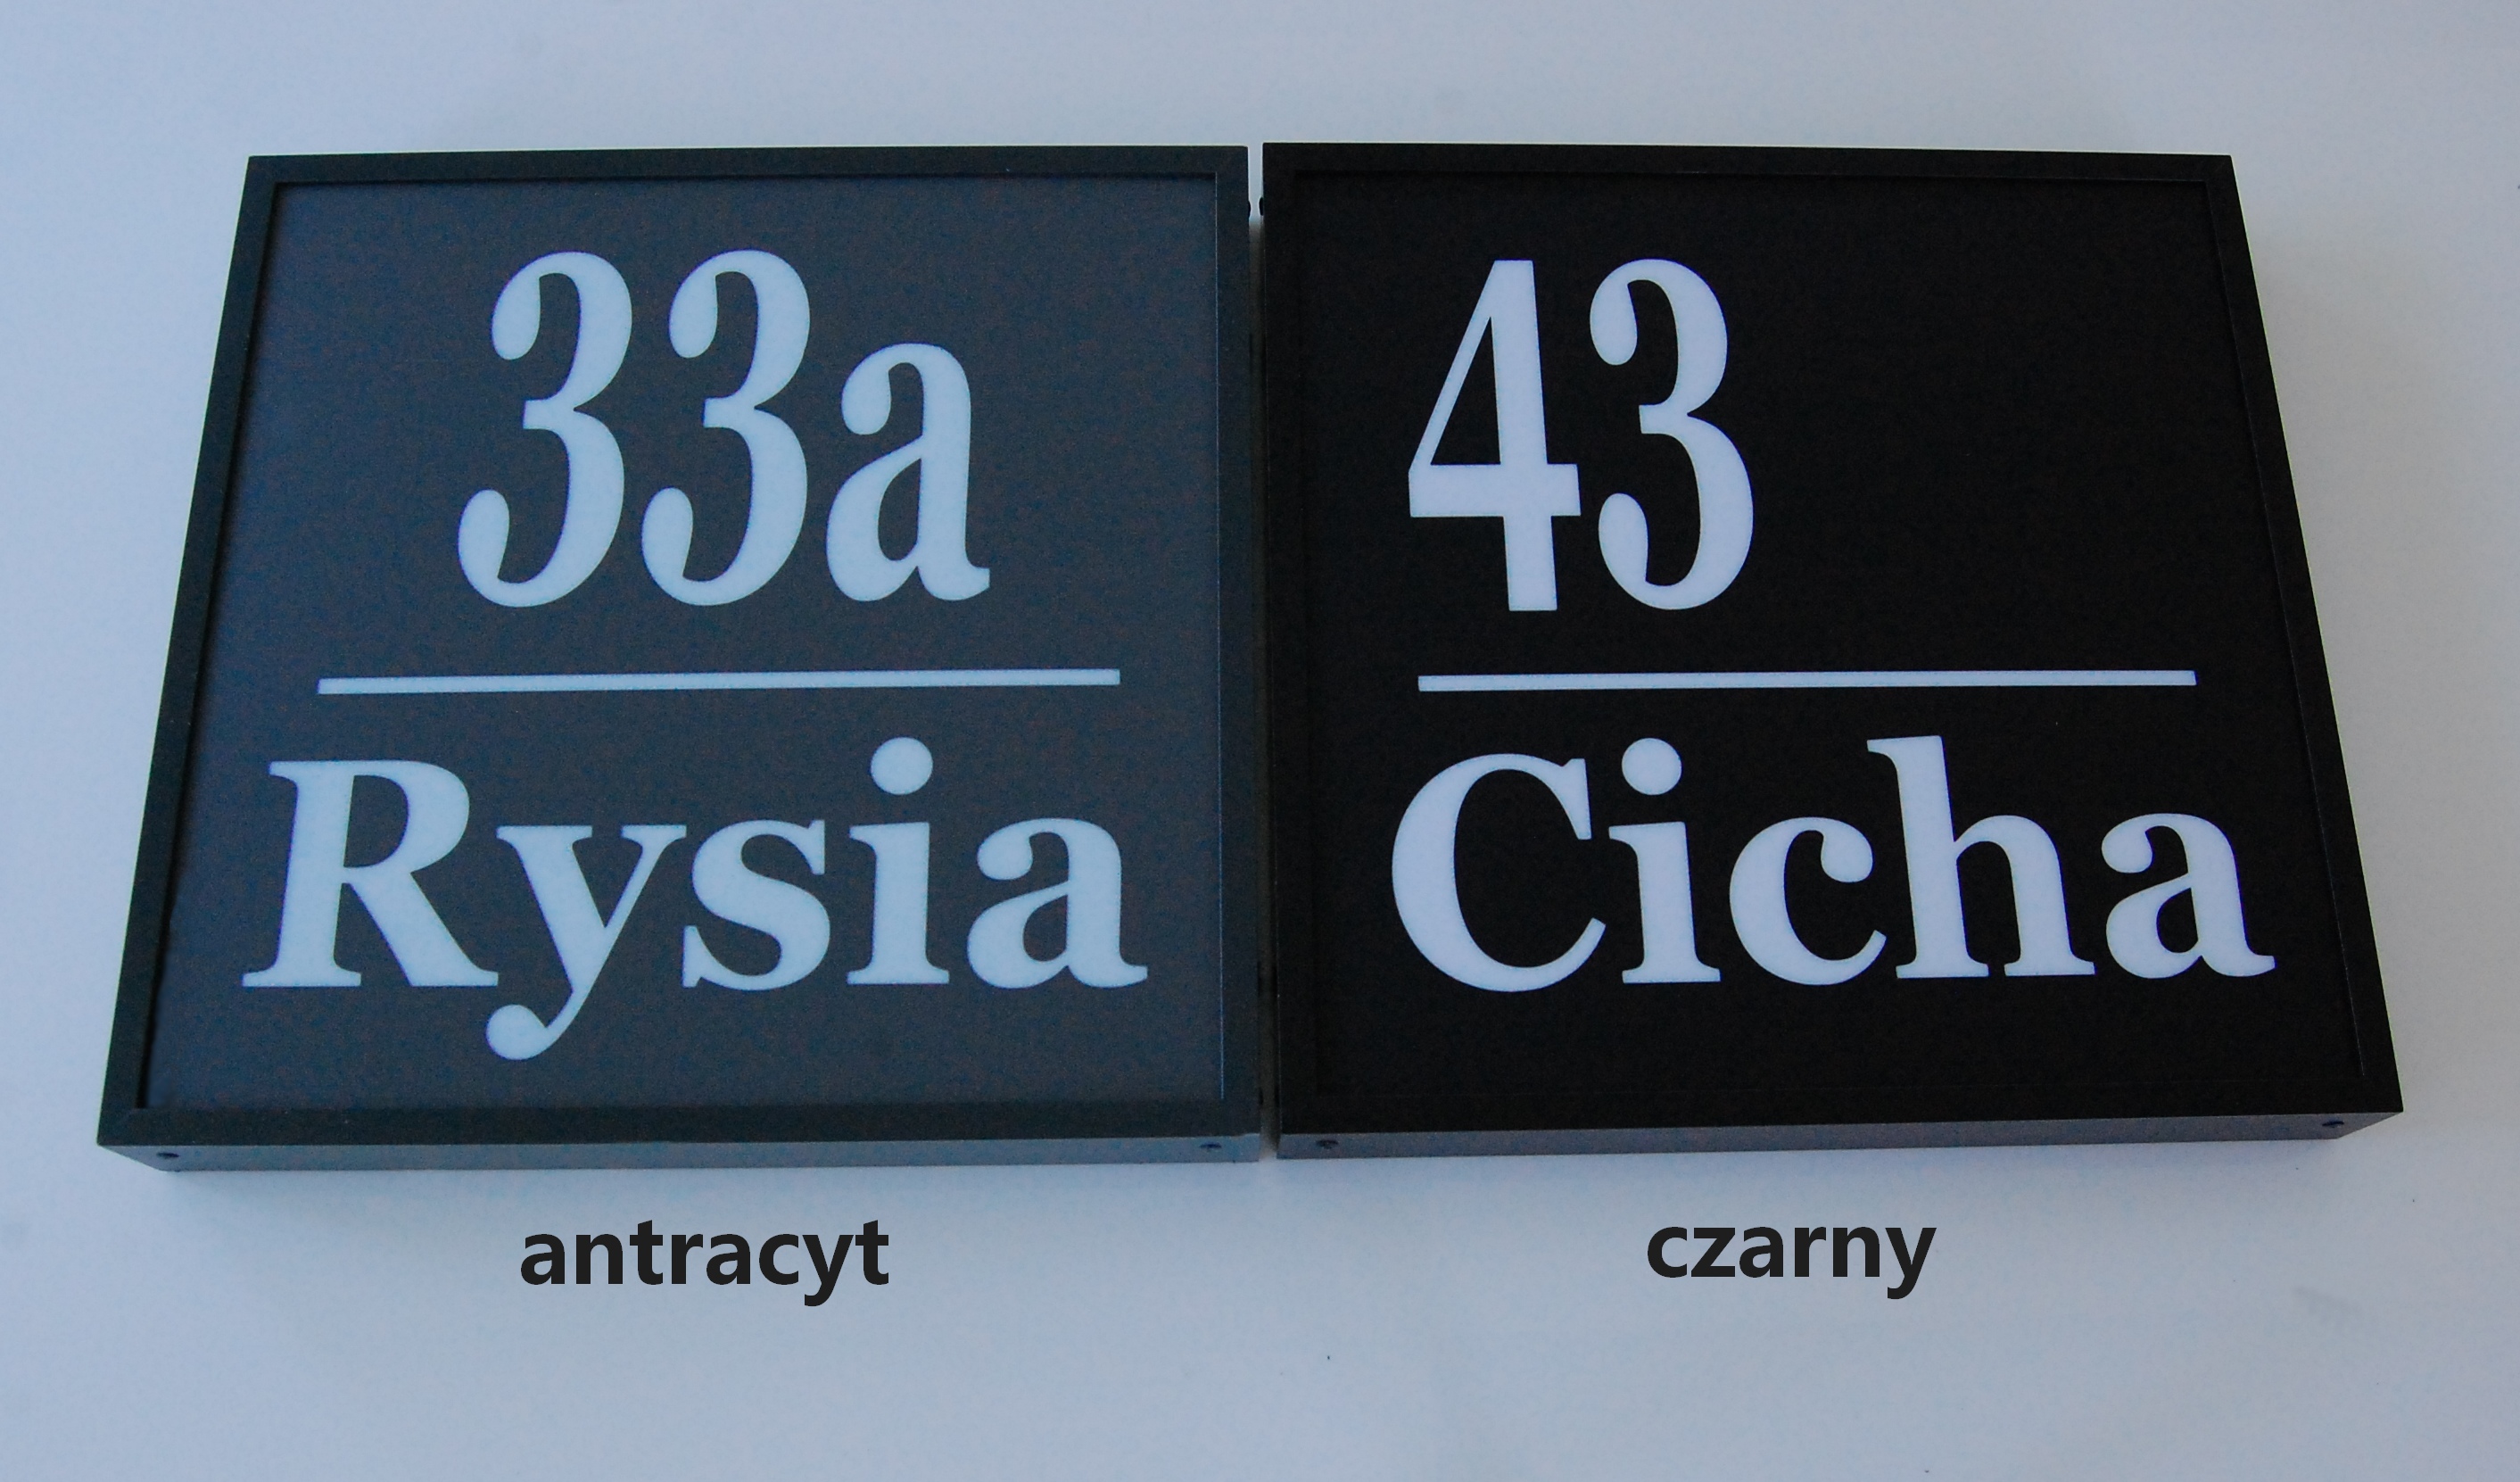 33a
Rysia
antracyt
43
Cicha
czarny